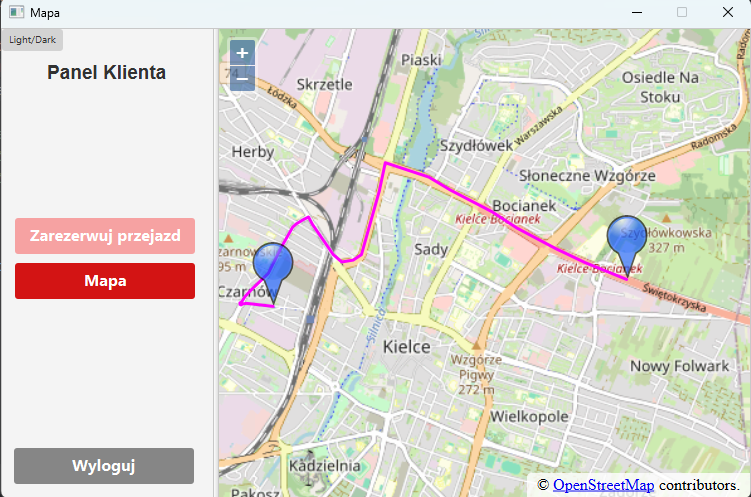 Mapa
Light/Dark
Panel Klienta
Zarezerwuj przejazd
Mapa
Wyloguj
+
−
74
Piaski
Skrzetle
Łódzka
Osiedle Na
Stoku
Warszawska
Radomska
Herby
Szydłówek
Słoneczne Wzgórze
Bocianek
Kielce Bocianek
Szydłówkowska
327 m
Sady
Kielce Bocianek
Świętokrzyska
95 m
Czarnów
Silnica
Kielce
Wzgórze
Pigwy
272 m
Nowy Folwark
Wielkopole
Kadzielnia
Pakosz
© OpenStreetMap contributors.